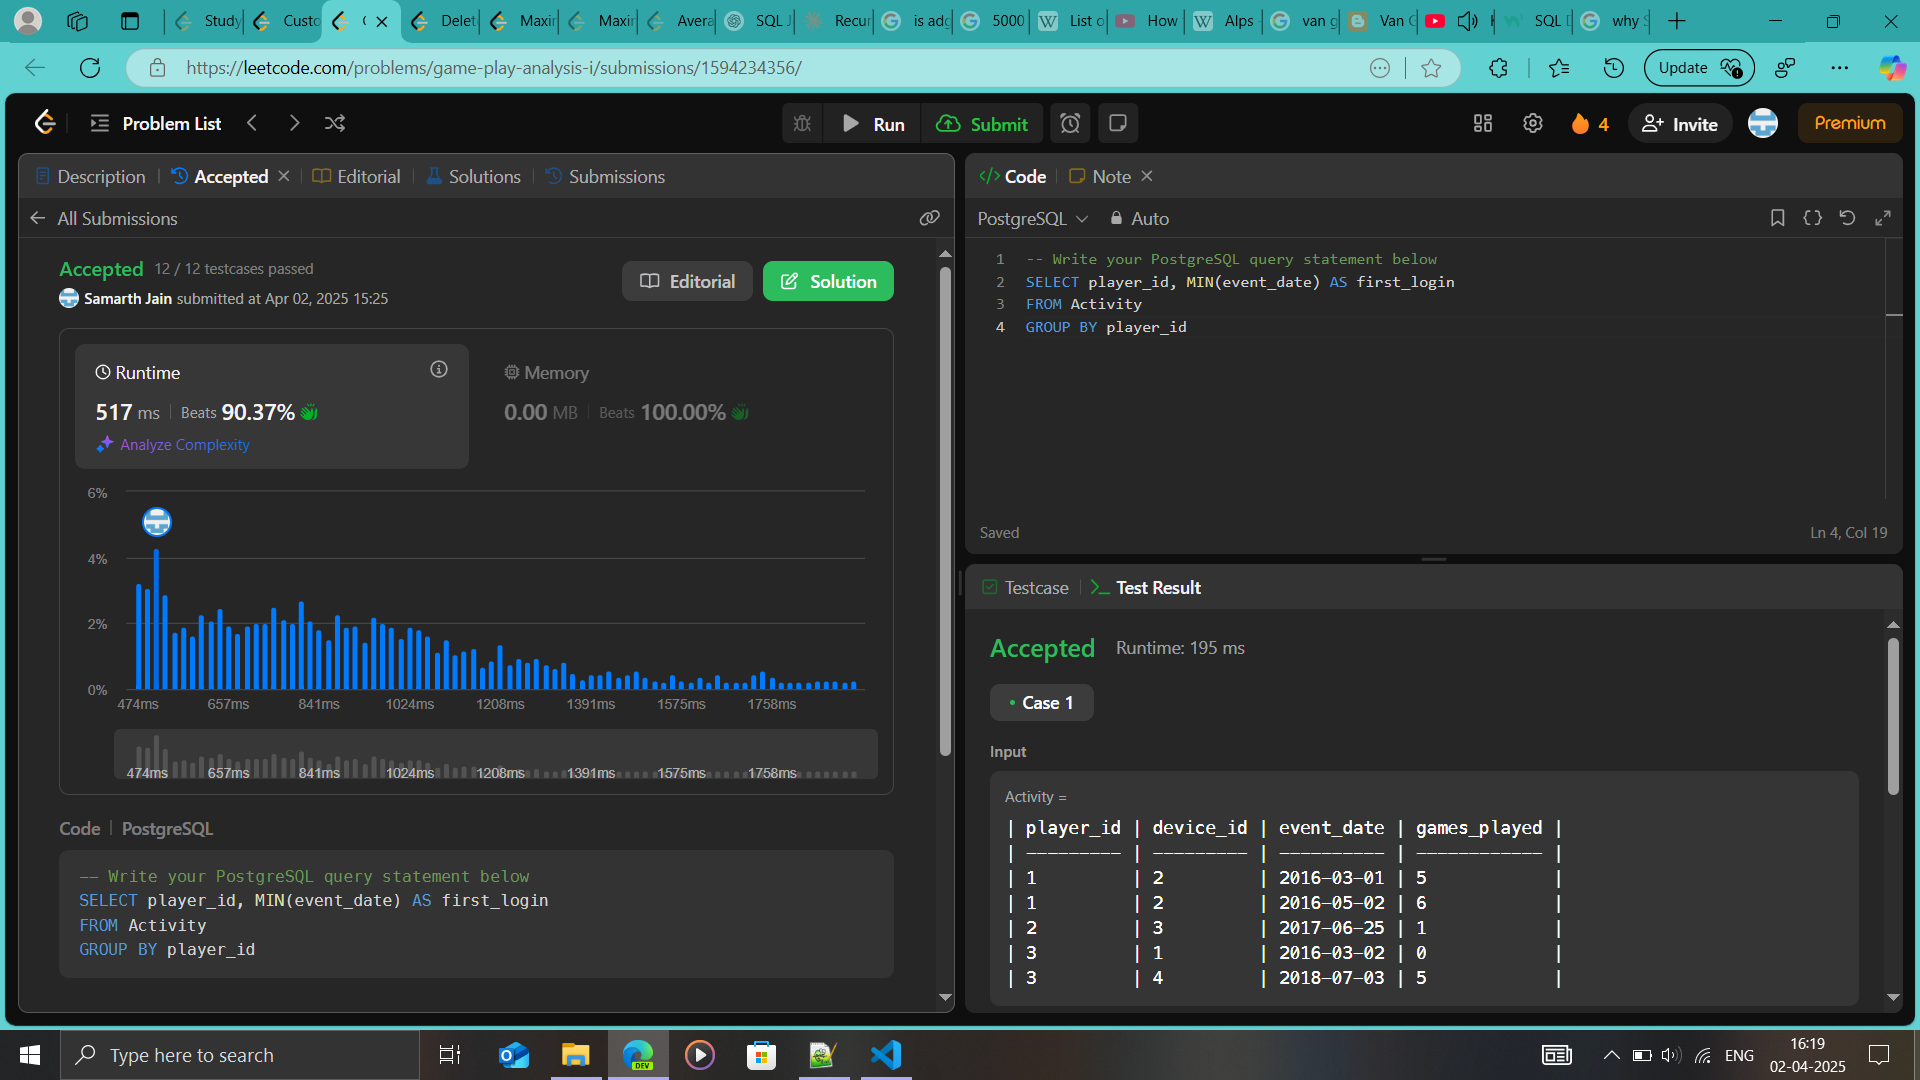 Study
Custo
Delet
Maxir
Maxir
Avera
SQL J
Recur
is adg
5000
List o
How
Alps
van g
Van G
SQL D
why S
https://leetcode.com/problems/game-play-analysis-i/submissions/1594234356/
Update
Problem List
Run
Submit
4
Invite
Premium
Description
Accepted
Editorial
Solutions
Submissions
All Submissions
Accepted 12 / 12 testcases passed
Samarth Jain submitted at Apr 02, 2025 15:25
Editorial
Solution
Runtime
517 ms Beats 90.37%
Analyze Complexity
Memory
0.00 MB Beats 100.00%
6%
4%
2%
0%
474ms 657ms 841ms 1024ms 1208ms 1391ms 1575ms 1758ms
474ms 657ms 841ms 1024ms 1208ms 1391ms 1575ms 1758ms
Code | PostgreSQL
-- Write your PostgreSQL query statement below
SELECT player_id, MIN(event_date) AS first_login
FROM Activity
GROUP BY player_id
</> Code
Note
PostgreSQL
Auto
1 -- Write your PostgreSQL query statement below
2 SELECT player_id, MIN(event_date) AS first_login
3 FROM Activity
4 GROUP BY player_id
Saved
Ln 4, Col 19
Testcase
Test Result
Accepted Runtime: 195 ms
• Case 1
Input
Activity =
| player_id | device_id | event_date | games_played |
| --------- | --------- | ---------- | ------------ |
| 1 | 2 | 2016-03-01 | 5 |
| 1 | 2 | 2016-05-02 | 6 |
| 2 | 3 | 2017-06-25 | 1 |
| 3 | 1 | 2016-03-02 | 0 |
| 3 | 4 | 2018-07-03 | 5 |
Type here to search
DEV
ENG
16:19
02-04-2025